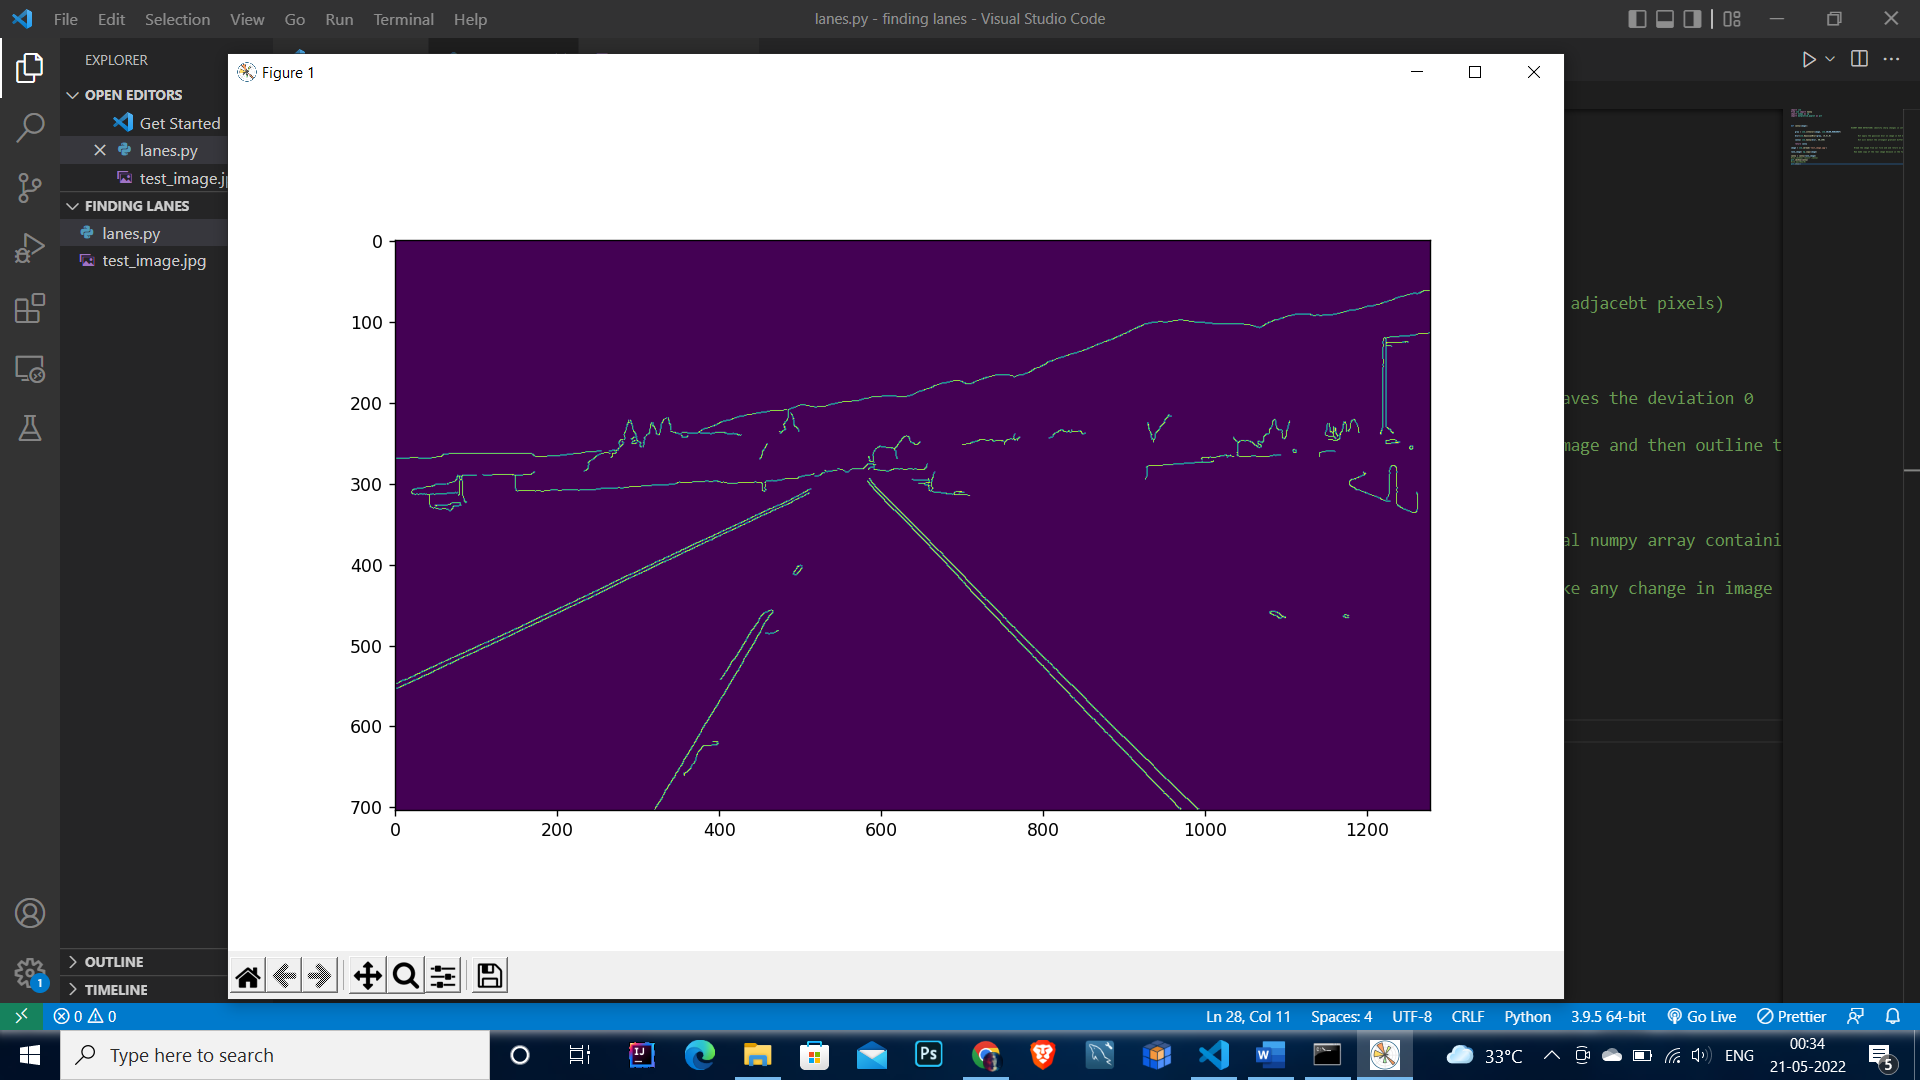 File Edit Selection View Go Run Terminal Help
lanes.py - finding lanes - Visual Studio Code
EXPLORER
OPEN EDITORS
Get Started
lanes.py
test_image.j
FINDING LANES
lanes.py
test_image.jpg
OUTLINE
TIMELINE
Figure 1
0
100
200
300
400
500
600
700
0 200 400 600 800 1000 1200
adjacebt pixels)
aves the deviation 0
mage and then outline t
al numpy array containi
ke any change in image
1
0 0
Ln 28, Col 11 Spaces: 4 UTF-8 CRLF Python 3.9.5 64-bit Go Live Prettier
Type here to search
IJ
Ps
W
33°C
ENG
00:34
21-05-2022
5